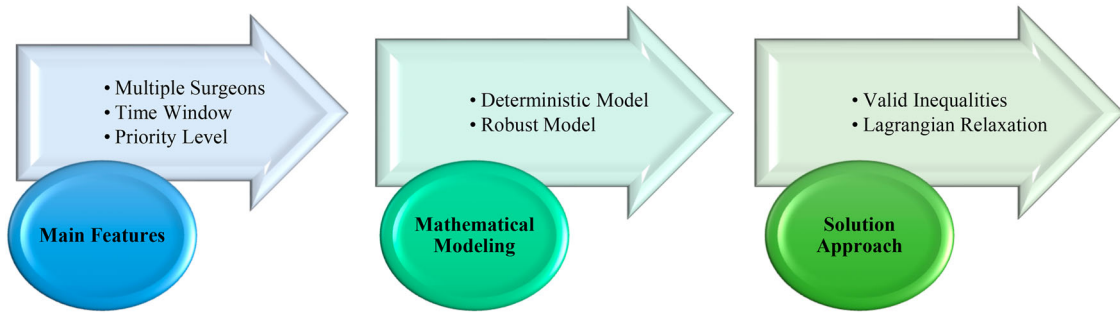 • Multiple Surgeons
• Time Window
• Priority Level
Main Features
• Deterministic Model
• Robust Model
Mathematical
Modeling
• Valid Inequalities
• Lagrangian Relaxation
Solution
Approach